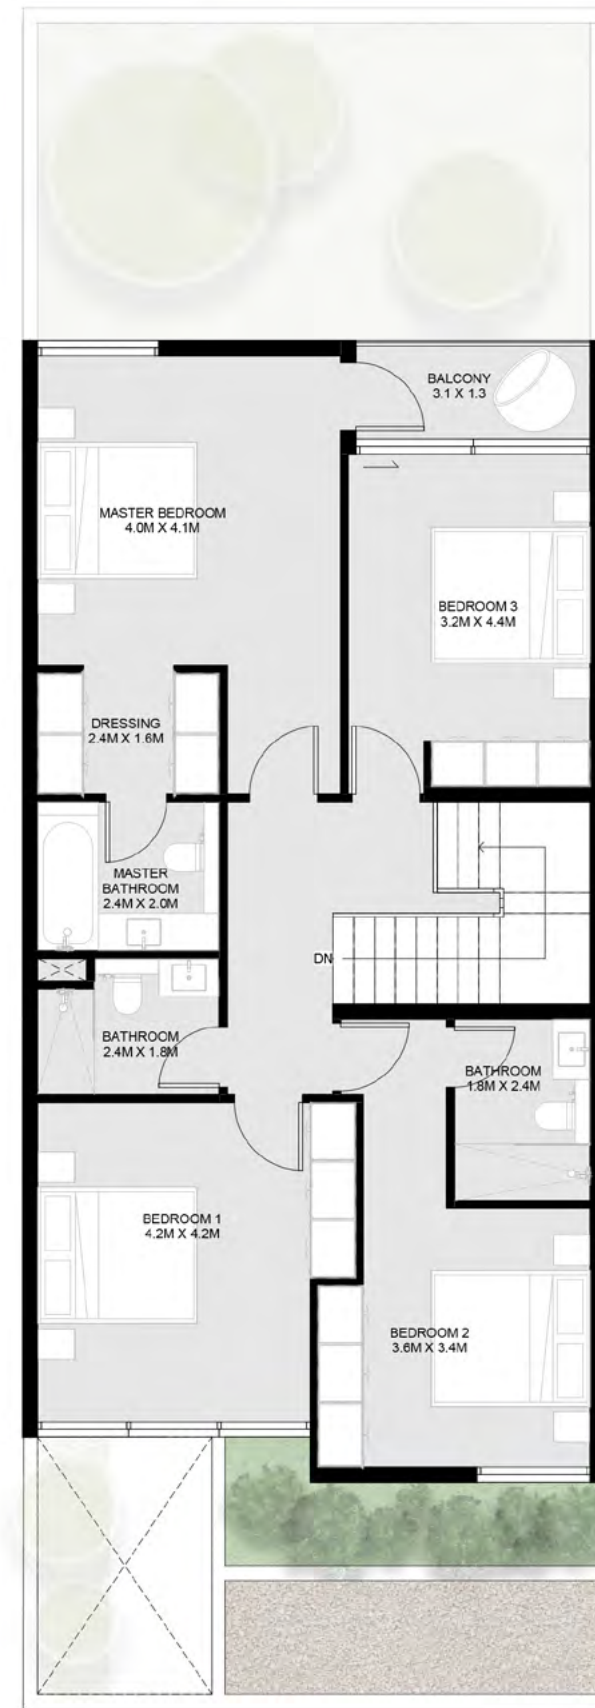 BALCONY
3.1 X 1.3
MASTER BEDROOM
4.0M X 4.1M
BEDROOM 3
3.2M X 4.4M
DRESSING
2.4M X 1.6M
MASTER
BATHROOM
2.4M X 2.0M
DN
BATHROOM
2.4M X 1.8M
BATHROOM
1.8M X 2.4M
BEDROOM 1
4.2M X 4.2M
BEDROOM 2
3.6M X 3.4M